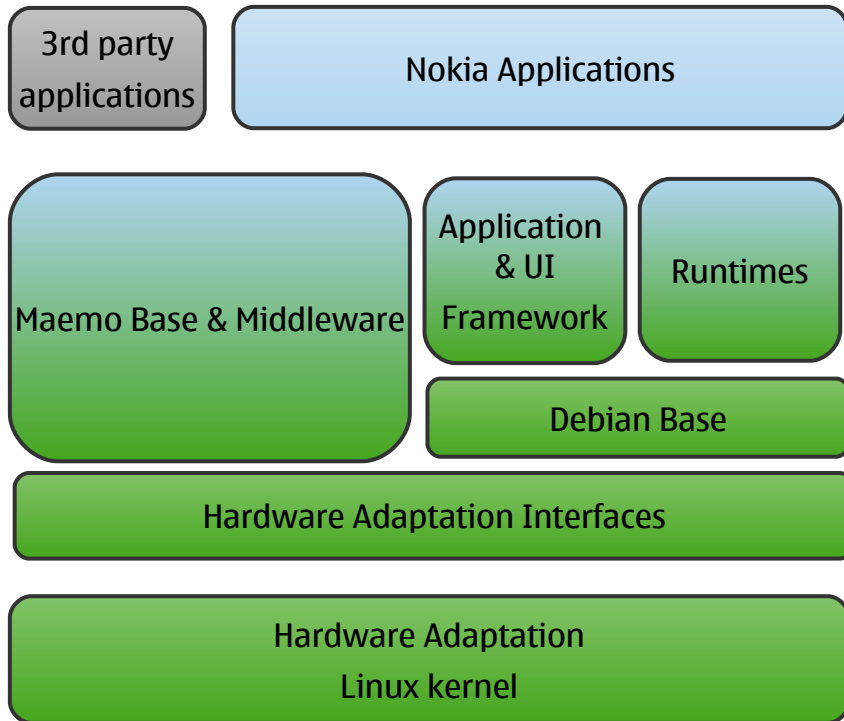 3rd party
applications
Nokia Applications
Maemo Base & Middleware
Application
& UI
Framework
Runtimes
Debian Base
Hardware Adaptation Interfaces
Hardware Adaptation
Linux kernel